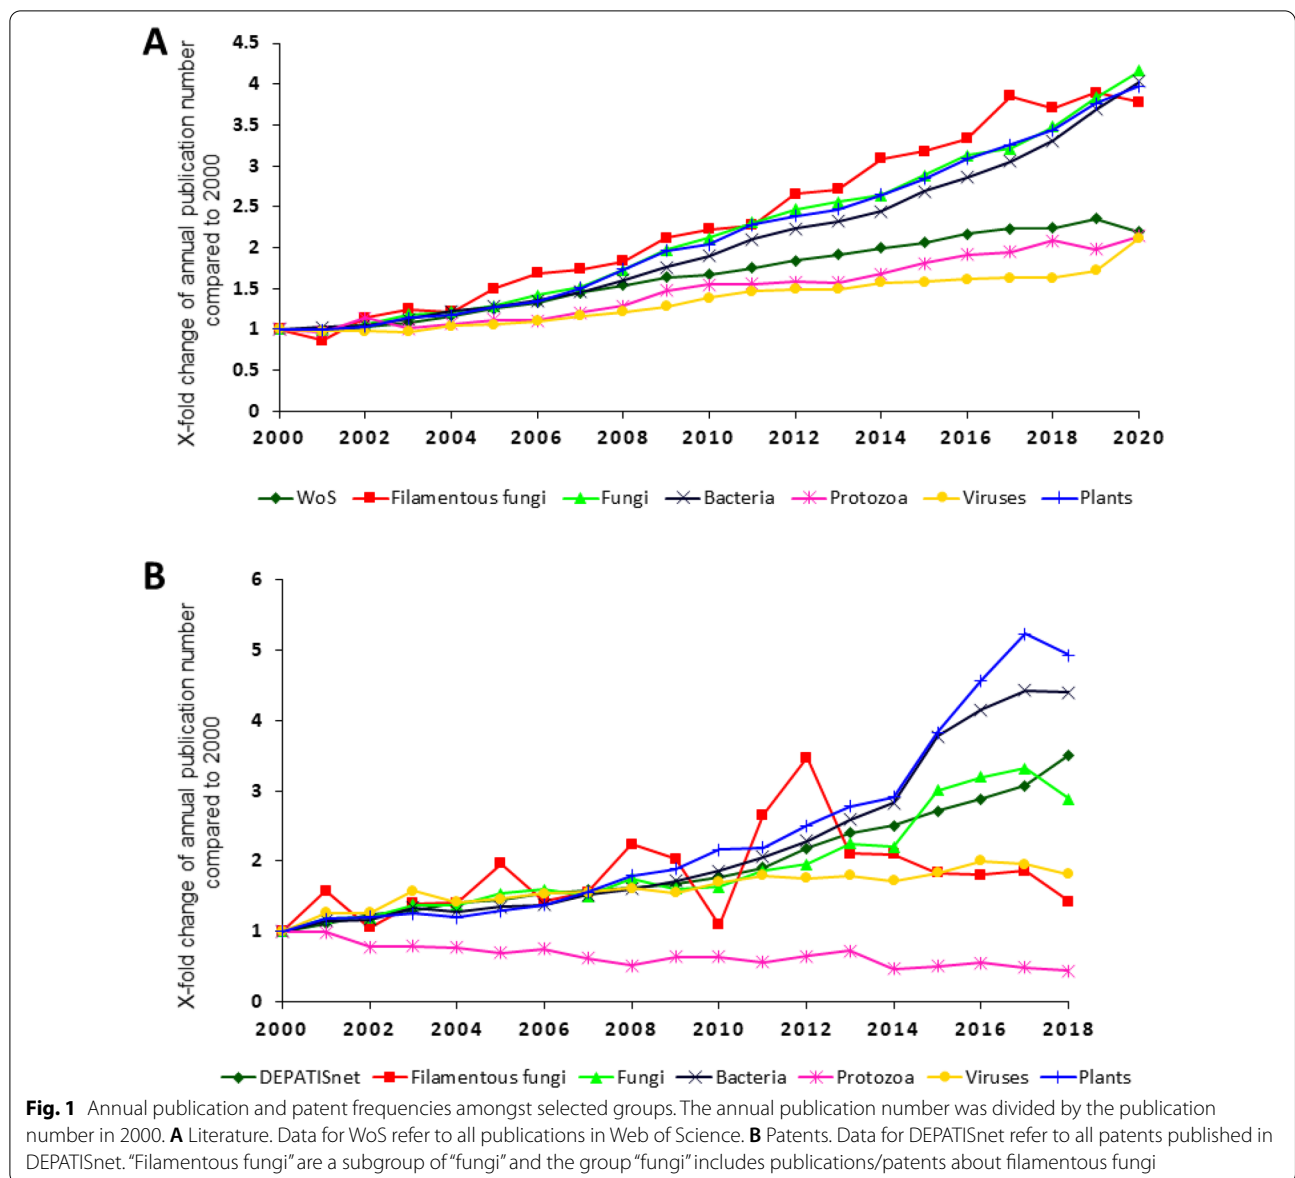 A
X-fold change of annual publication number
compared to 2000
4.5
4
3.5
3
2.5
2
1.5
1
0.5
0
2000 2002 2004 2006 2008 2010 2012 2014 2016 2018 2020
WoS Filamentous fungi Fungi Bacteria Protozoa Viruses Plants
B
X-fold change of annual publication number
compared to 2000
6
5
4
3
2
1
0
2000 2002 2004 2006 2008 2010 2012 2014 2016 2018
DEPATISnet Filamentous fungi Fungi Bacteria Protozoa Viruses Plants
Fig. 1 Annual publication and patent frequencies amongst selected groups. The annual publication number was divided by the publication
number in 2000. A Literature. Data for WoS refer to all publications in Web of Science. B Patents. Data for DEPATISnet refer to all patents published in
DEPATISnet. “Filamentous fungi” are a subgroup of “fungi” and the group “fungi” includes publications/patents about filamentous fungi